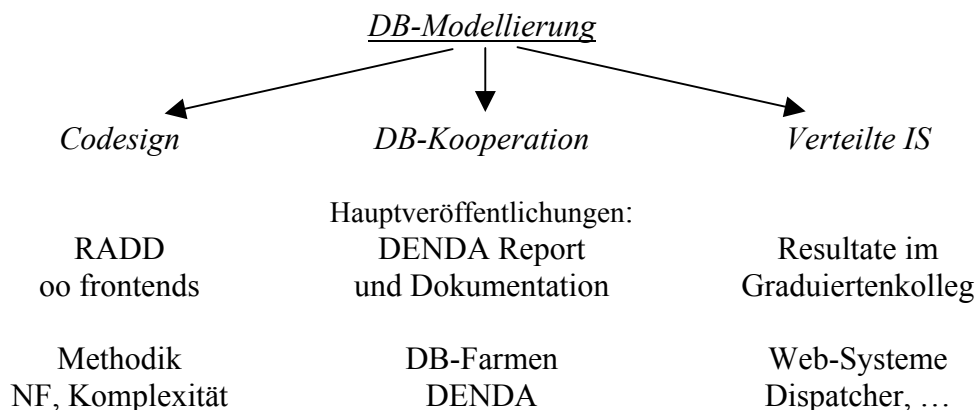 DB-Modellierung
Codesign DB-Kooperation Verteilte IS
Hauptveröffentlichungen:
RADD DENDA Report Resultate im
oo frontends und Dokumentation Graduiertenkolleg
Methodik DB-Farmen Web-Systeme
NF, Komplexität DENDA Dispatcher, …